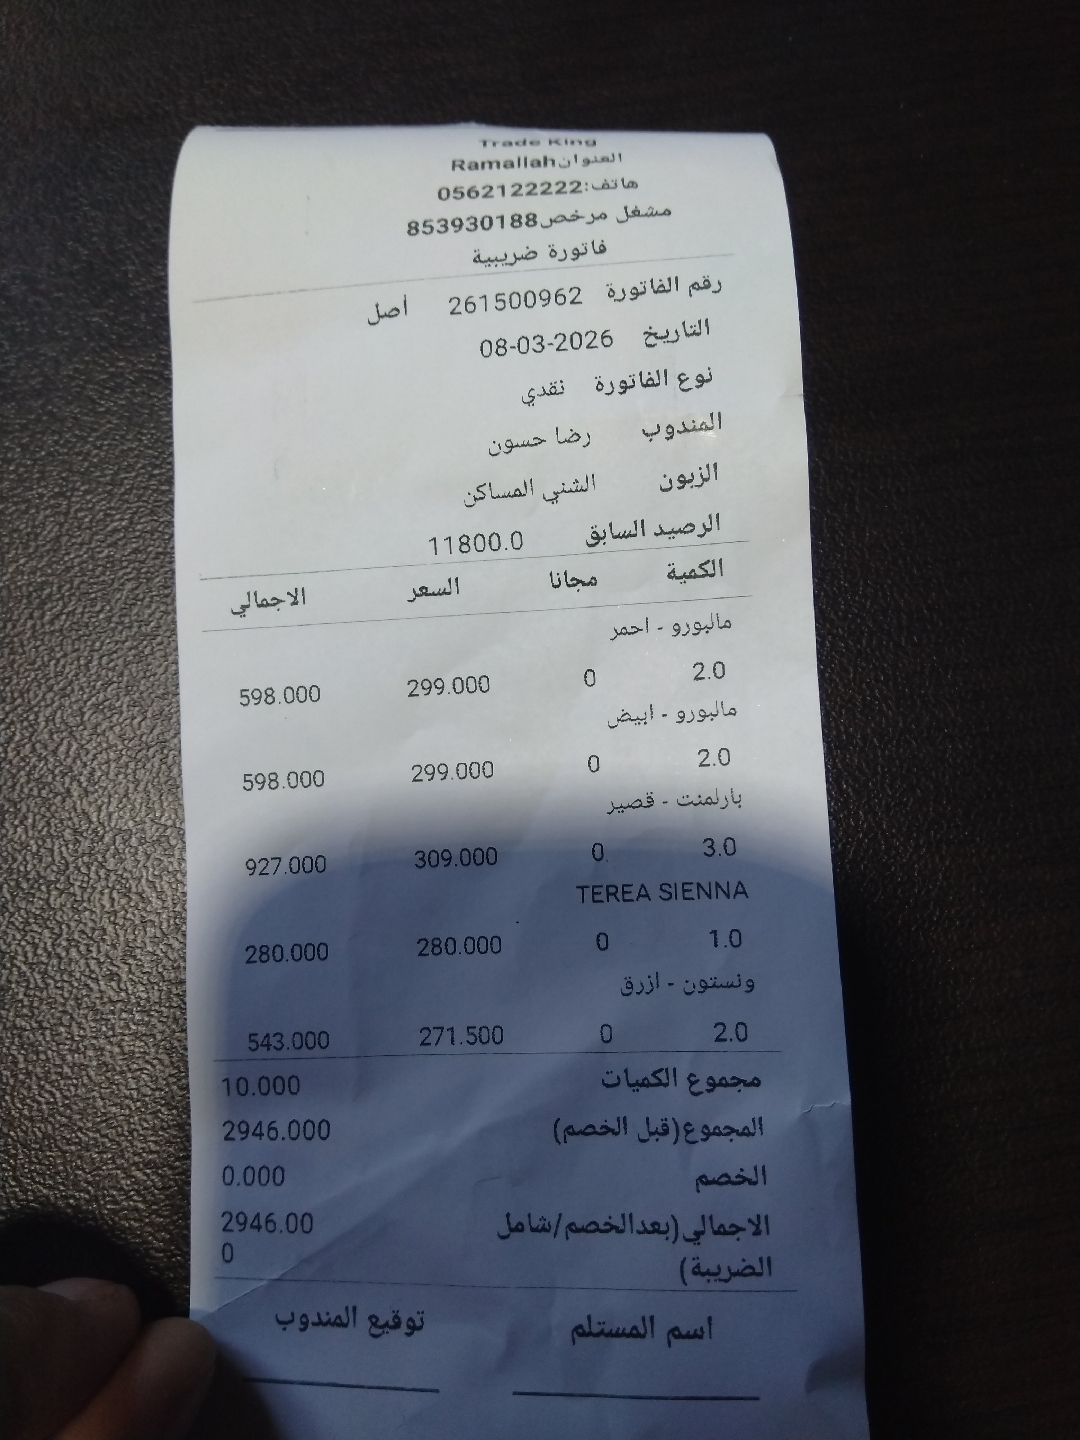 Trade King
العنوان Ramallah
هاتف:0562122222
مشغل مرخص 853930188
فاتورة ضريبية
رقم الفاتورة 261500962 أصل
التاريخ 08-03-2026
نوع الفاتورة نقدي
المندوب رضا حسون
الزبون الشني المساكن
الرصيد السابق 11800.0
الكمية مجانا السعر الاجمالي
مالبورو - احمر
2.0 0 299.000 598.000
مالبورو - ابيض
2.0 0 299.000 598.000
بارلمنت - قصير
3.0 0 309.000 927.000
TEREA SIENNA
1.0 0 280.000 280.000
ونستون - ازرق
2.0 0 271.500 543.000
مجموع الكميات 10.000
المجموع(قبل الخصم) 2946.000
الخصم 0.000
الاجمالي(بعدالخصم/شامل 2946.00
الضريبة) 0
اسم المستلم توقيع المندوب